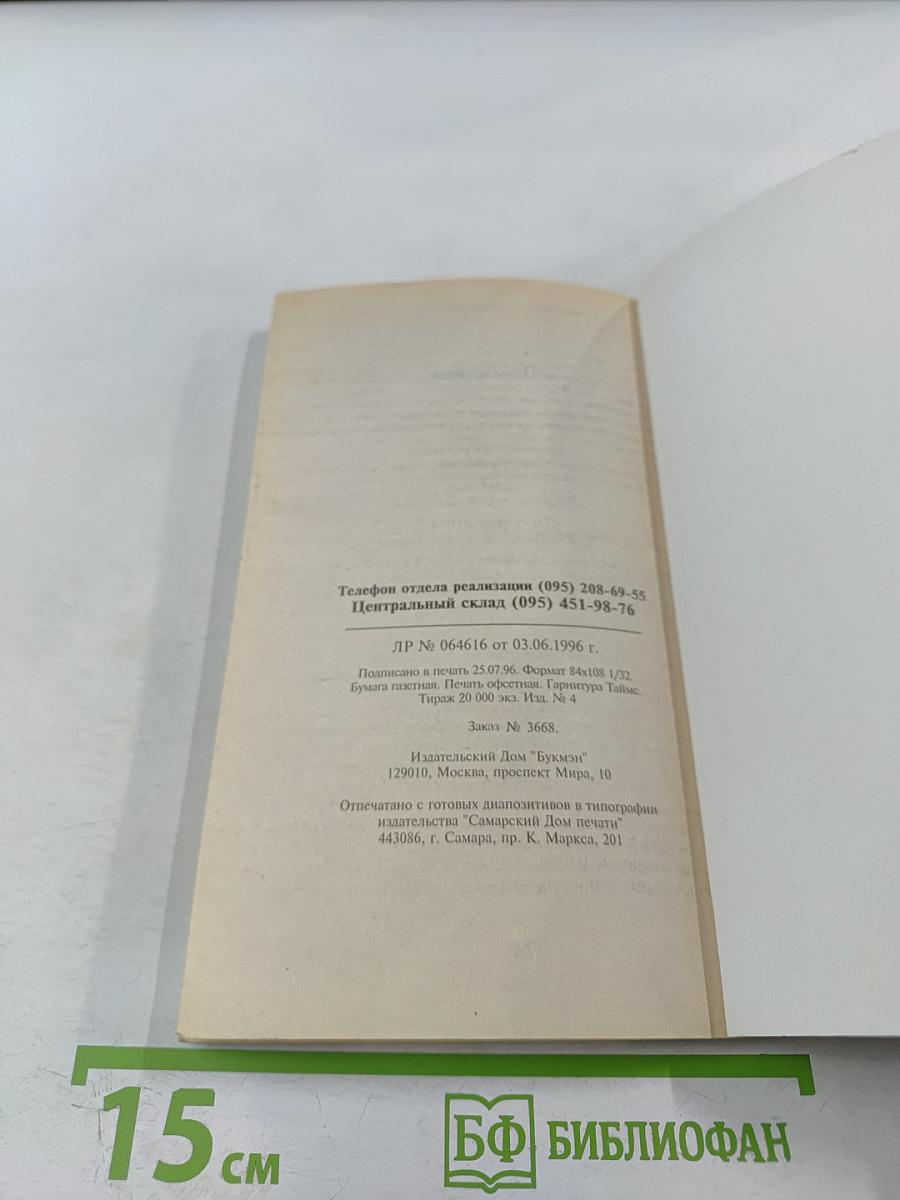 Телефон отдела реализации (095) 208-69-55
Центральный склад (095) 451-98-76
ЛР № 064616 от 03.06.1996 г.
Подписано в печать 25.07.96. Формат 84х108 1/32.
Бумага газетная. Печать офсетная. Гарнитура Таймс.
Тираж 20 000 экз. Изд. № 4
Заказ № 3668.
Издательский Дом "Букмэн"
129010, Москва, проспект Мира, 10
Отпечатано с готовых диапозитивов в типографии
издательства "Самарский Дом печати"
443086, г. Самара, пр. К. Маркса, 201
15 см
БФ БИБЛИОФАН